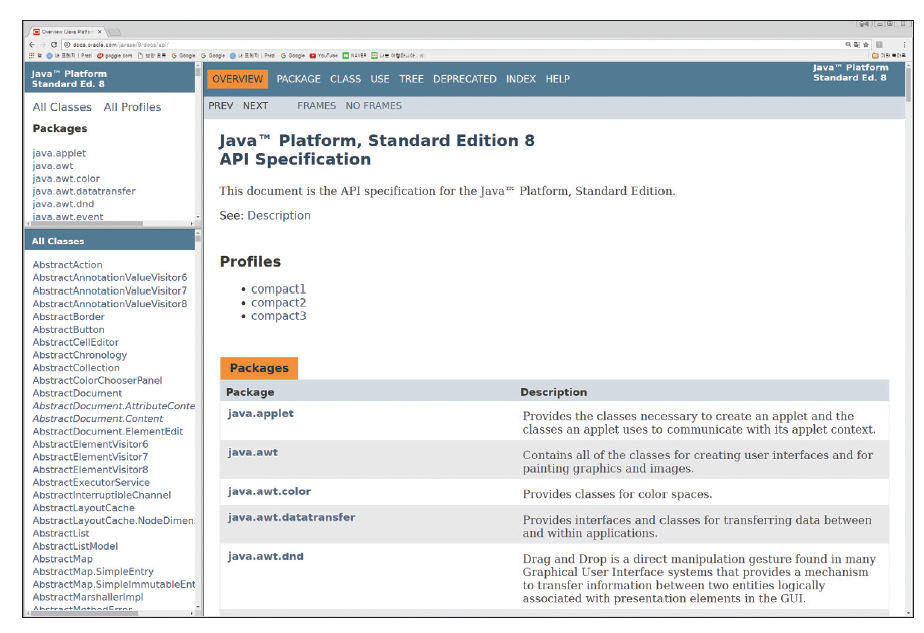 Overview (Java Platform
docs.oracle.com/javase/8/docs/api/
Google
Google
Google
YouTube
NAVER
Java™ Platform
Standard Ed. 8
All Classes All Profiles
Packages
java.applet
java.awt
java.awt.color
java.awt.datatransfer
java.awt.dnd
java.awt.event
All Classes
AbstractAction
AbstractAnnotationValueVisitor6
AbstractAnnotationValueVisitor7
AbstractAnnotationValueVisitor8
AbstractBorder
AbstractButton
AbstractCellEditor
AbstractChronology
AbstractCollection
AbstractColorChooserPanel
AbstractDocument
AbstractDocument.AttributeConte
AbstractDocument.Content
AbstractDocument.ElementEdit
AbstractElementVisitor6
AbstractElementVisitor7
AbstractElementVisitor8
AbstractExecutorService
AbstractInterruptibleChannel
AbstractLayoutCache
AbstractLayoutCache.NodeDimen
AbstractList
AbstractListModel
AbstractMap
AbstractMap.SimpleEntry
AbstractMap.SimpleImmutableEnt
AbstractMarshallerImpl
AbstractMethodError
OVERVIEW PACKAGE CLASS USE TREE DEPRECATED INDEX HELP
Java™ Platform
Standard Ed. 8
PREV NEXT FRAMES NO FRAMES
Java™ Platform, Standard Edition 8
API Specification
This document is the API specification for the Java™ Platform, Standard Edition.
See: Description
Profiles
• compact1
• compact2
• compact3
Packages
Package Description
java.applet Provides the classes necessary to create an applet and the
classes an applet uses to communicate with its applet context.
java.awt Contains all of the classes for creating user interfaces and for
painting graphics and images.
java.awt.color Provides classes for color spaces.
java.awt.datatransfer Provides interfaces and classes for transferring data between
and within applications.
java.awt.dnd Drag and Drop is a direct manipulation gesture found in many
Graphical User Interface systems that provides a mechanism
to transfer information between two entities logically
associated with presentation elements in the GUI.